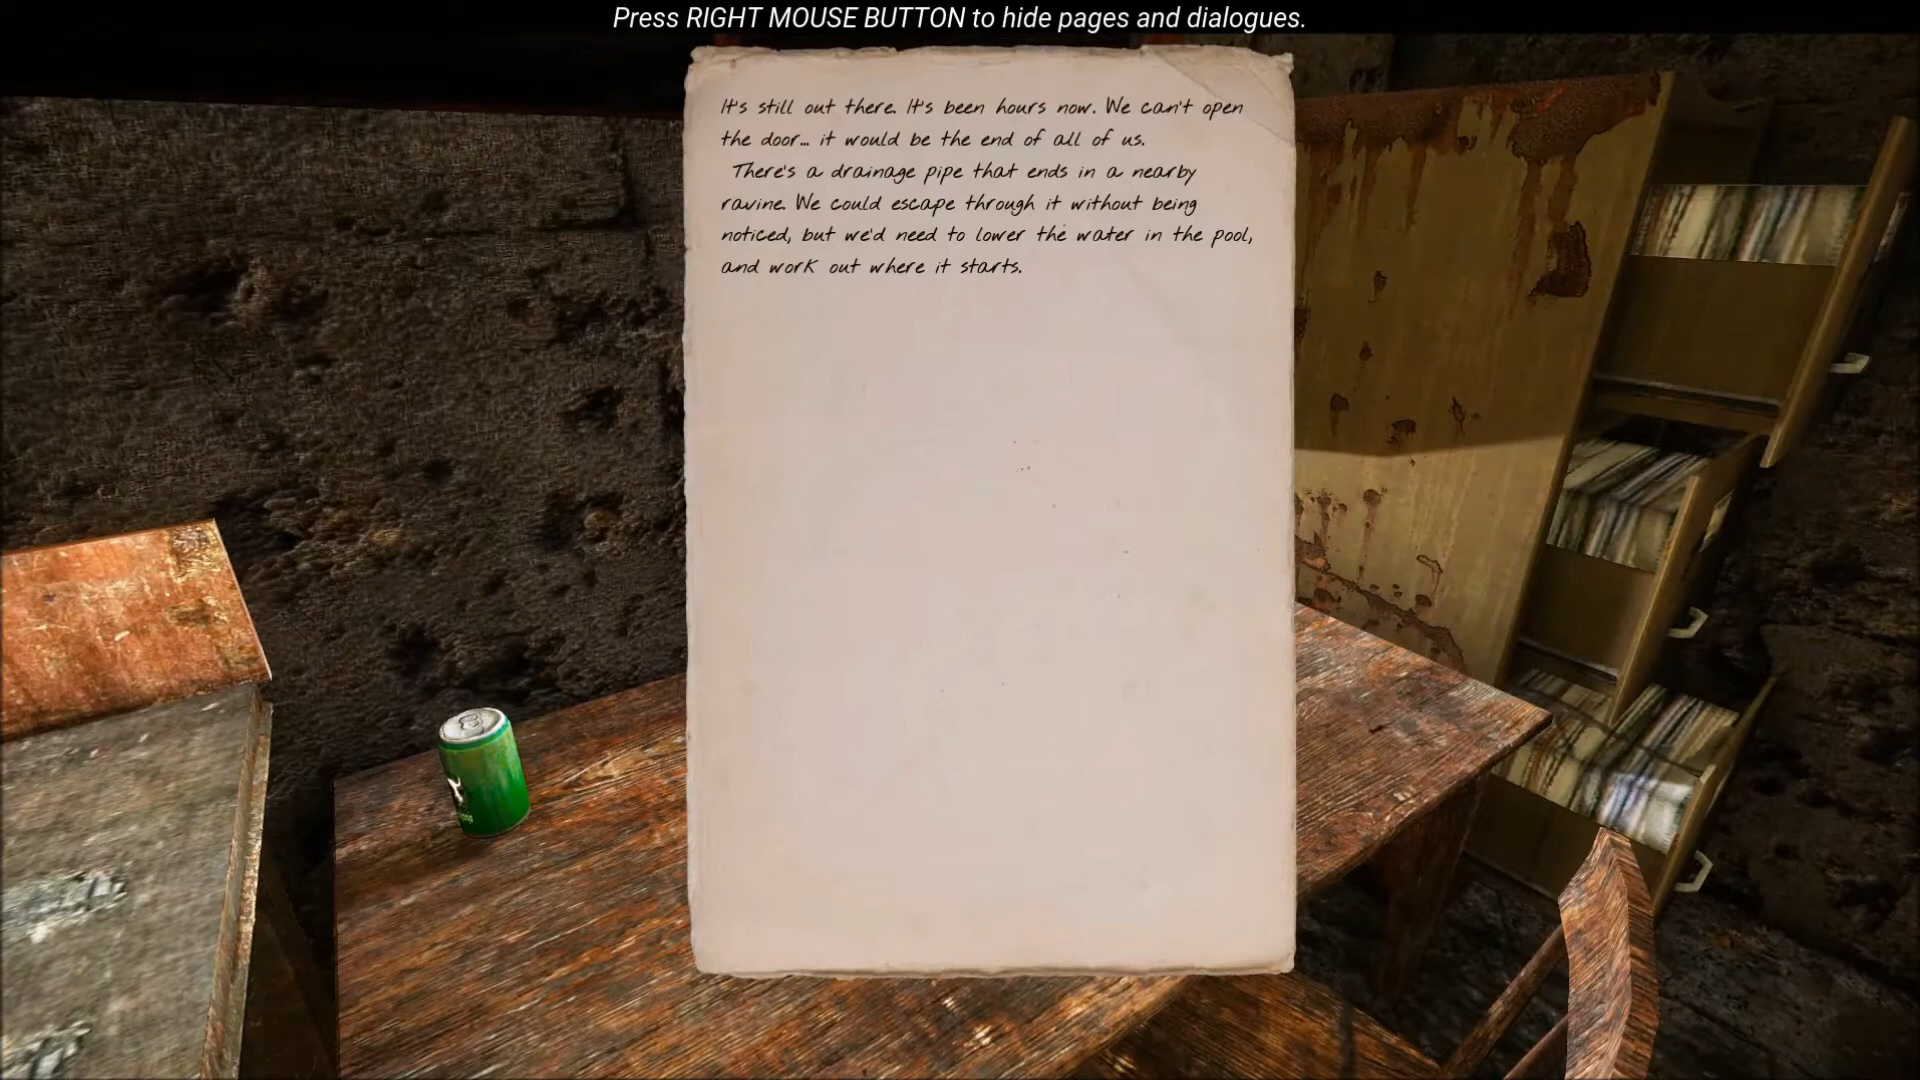 Press RIGHT MOUSE BUTTON to hide pages and dialogues.
It's still out there. It's been hours now. We can't open
the door... it would be the end of all of us.
There's a drainage pipe that ends in a nearby
ravine. We could escape through it without being
noticed, but we'd need to lower the water in the pool,
and work out where it starts.